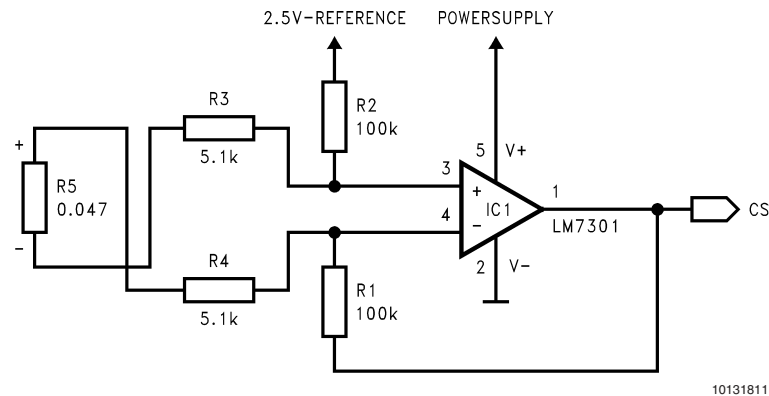 2.5V-REFERENCE POWERSUPPLY
R3
R2
100k
5.1k
5 V+
3
+
R5
0.047
-
+
IC1
-
1
LM7301
CS
4
2 V-
R4
5.1k
R1
100k
10131811